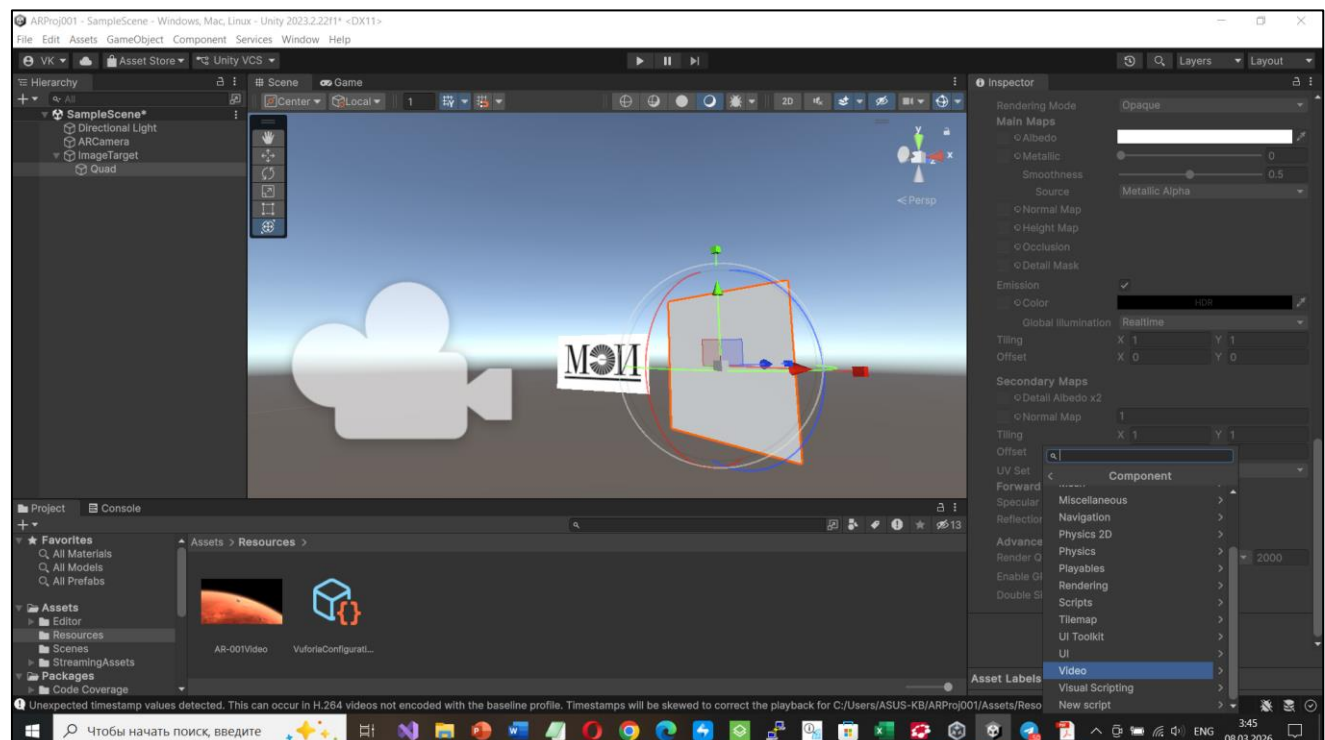 ARProj001 - SampleScene - Windows, Mac, Linux - Unity 2023.2.22f1* <DX11>
File Edit Assets GameObject Component Services Window Help
VK Asset Store Unity VCS Layers Layout
Hierarchy
All
SampleScene*
Directional Light
ARCamera
ImageTarget
Quad
Scene Game
Center Local 1 2D
y
x
z
Persp
МЭИ
Inspector
Rendering Mode Opaque
Main Maps
Albedo
Metallic 0
Smoothness 0.5
Source Metallic Alpha
Normal Map
Height Map
Occlusion
Detail Mask
Emission
Color HDR
Global Illumination Realtime
Tiling X 1 Y 1
Offset X 0 Y 0
Secondary Maps
Detail Albedo x2
Normal Map 1
Tiling X 1 Y 1
Offset
UV Set
Forward
Specular
Reflection
Advance
Render Q 2000
Enable G
Double Si
Asset Labels
Component
Miscellaneous
Navigation
Physics 2D
Physics
Playables
Rendering
Scripts
Tilemap
UI Toolkit
UI
Video
Visual Scripting
New script
Project Console
13
Favorites
All Materials
All Models
All Prefabs
Assets
Editor
Resources
Scenes
StreamingAssets
Packages
Code Coverage
Assets > Resources >
AR-001Video VuforiaConfigurati...
Unexpected timestamp values detected. This can occur in H.264 videos not encoded with the baseline profile. Timestamps will be skewed to correct the playback for C:/Users/ASUS-KB/ARProj001/Assets/Reso
Чтобы начать поиск, введите
ENG
3:45
08.03.2026